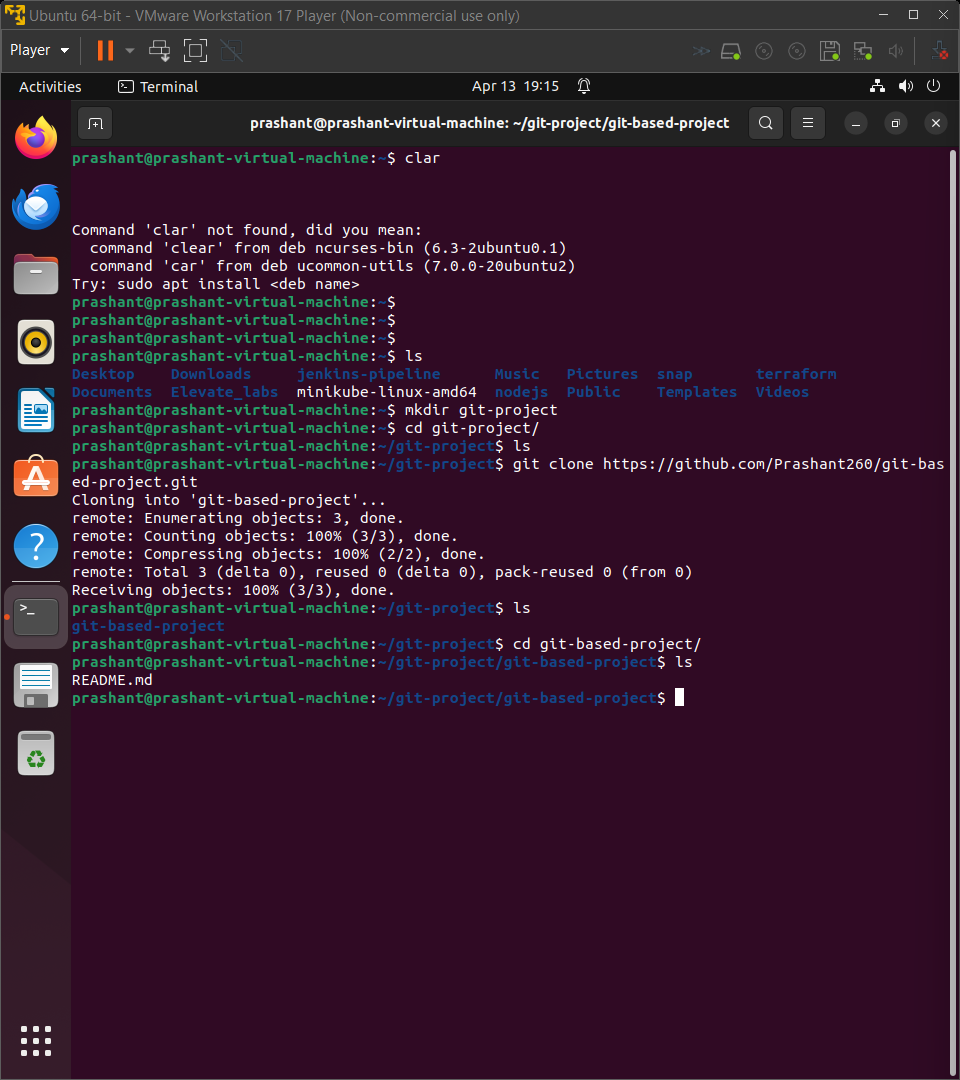 Ubuntu 64-bit - VMware Workstation 17 Player (Non-commercial use only)
Player
Activities
Terminal
Apr 13 19:15
prashant@prashant-virtual-machine: ~/git-project/git-based-project
prashant@prashant-virtual-machine:~$ clar
Command 'clar' not found, did you mean:
  command 'clear' from deb ncurses-bin (6.3-2ubuntu0.1)
  command 'car' from deb ucommon-utils (7.0.0-20ubuntu2)
Try: sudo apt install <deb name>
prashant@prashant-virtual-machine:~$
prashant@prashant-virtual-machine:~$
prashant@prashant-virtual-machine:~$
prashant@prashant-virtual-machine:~$ ls
Desktop    Downloads     jenkins-pipeline      Music   Pictures  snap       terraform
Documents  Elevate_labs  minikube-linux-amd64  nodejs  Public    Templates  Videos
prashant@prashant-virtual-machine:~$ mkdir git-project
prashant@prashant-virtual-machine:~$ cd git-project/
prashant@prashant-virtual-machine:~/git-project$ ls
prashant@prashant-virtual-machine:~/git-project$ git clone https://github.com/Prashant260/git-bas
ed-project.git
Cloning into 'git-based-project'...
remote: Enumerating objects: 3, done.
remote: Counting objects: 100% (3/3), done.
remote: Compressing objects: 100% (2/2), done.
remote: Total 3 (delta 0), reused 0 (delta 0), pack-reused 0 (from 0)
Receiving objects: 100% (3/3), done.
prashant@prashant-virtual-machine:~/git-project$ ls
git-based-project
prashant@prashant-virtual-machine:~/git-project$ cd git-based-project/
prashant@prashant-virtual-machine:~/git-project/git-based-project$ ls
README.md
prashant@prashant-virtual-machine:~/git-project/git-based-project$